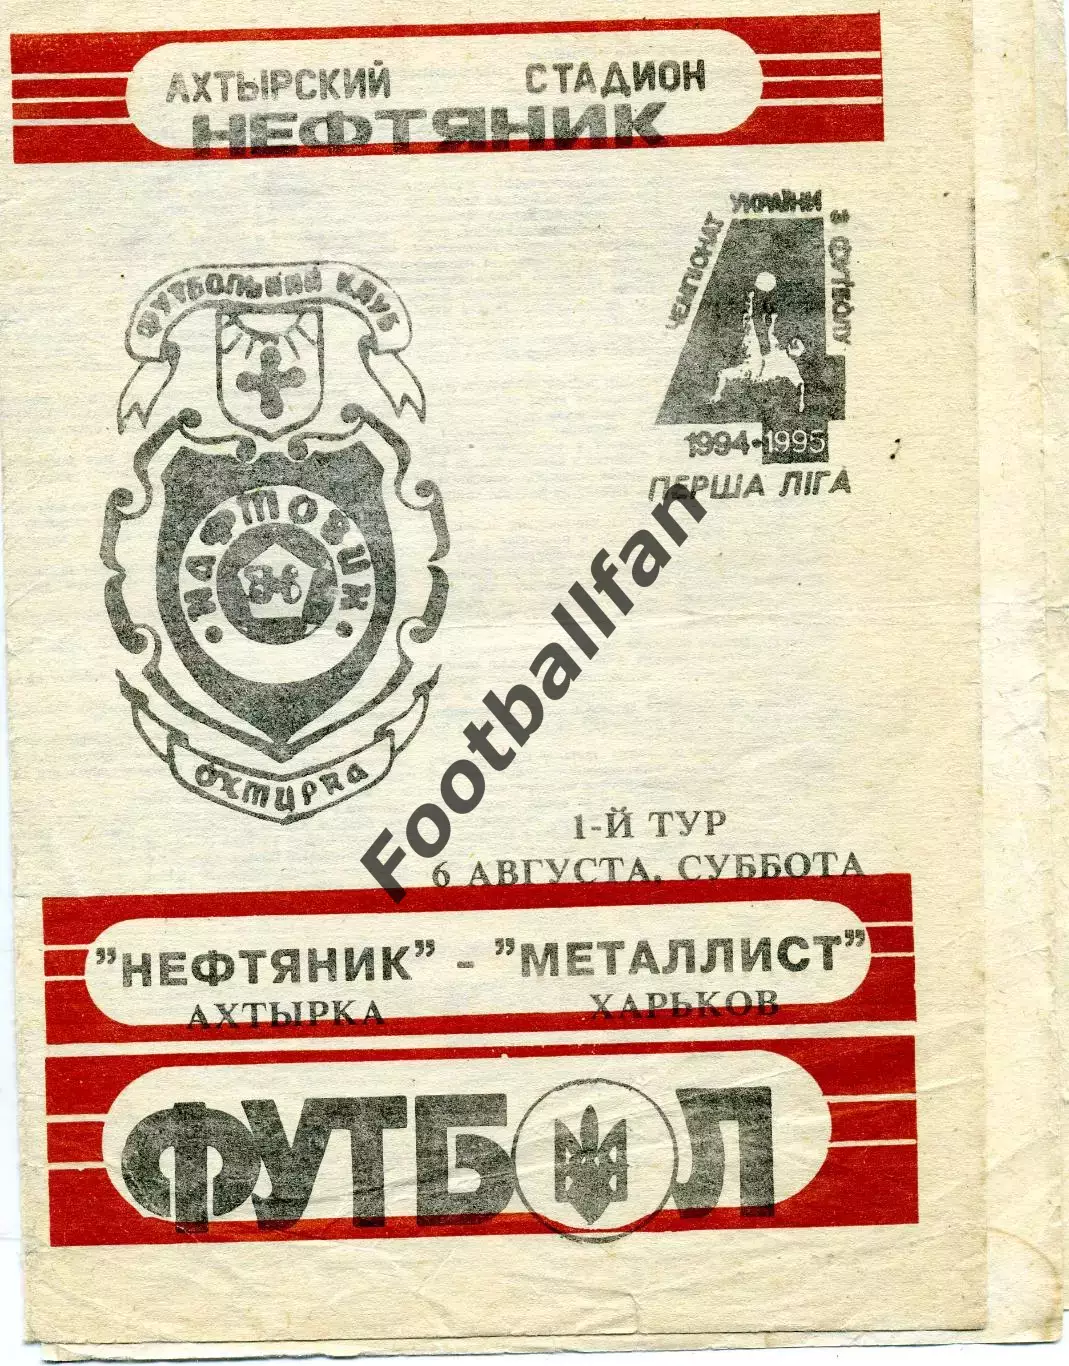 АХТЫРСКИЙ СТАДИОН
НЕФТЯНИК
ЧЕМПІОНАТ УКРАЇНИ З ФУТБОЛУ
1994-1995
ПЕРША ЛІГА
ФУТБОЛЬНИЙ КЛУБ
НАФТОВИК
ОХТИРКА
Footballfan
1-Й ТУР
6 АВГУСТА, СУББОТА
"НЕФТЯНИК" - "МЕТАЛЛИСТ"
АХТЫРКА ХАРЬКОВ
ФУТБОЛ